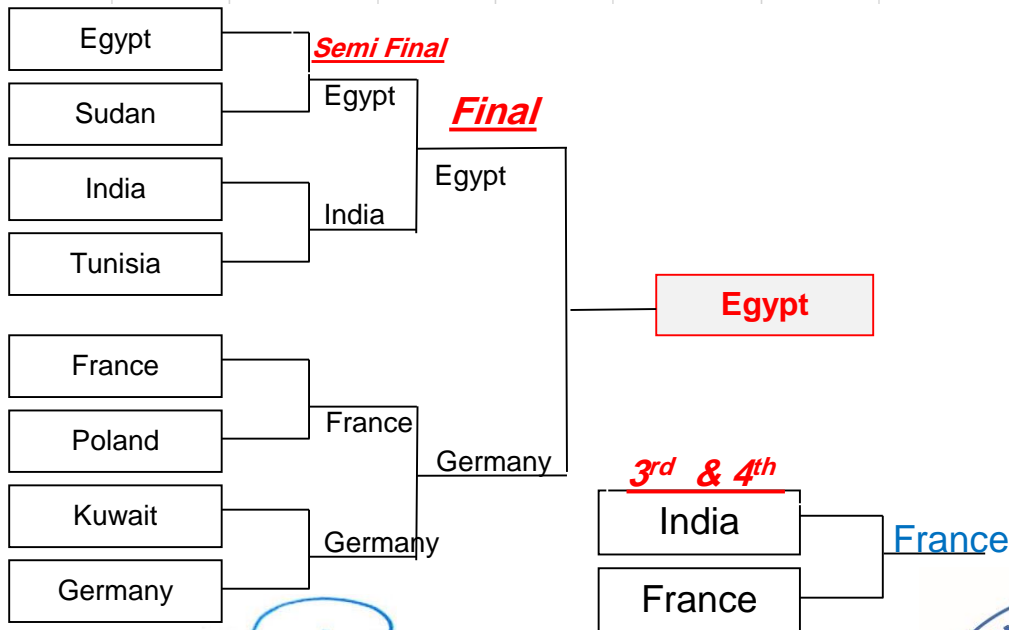 Egypt
Semi Final
Egypt
Sudan
Final
India
Egypt
India
Tunisia
Egypt
France
France
Poland
Germany
3rd & 4th
Kuwait
India
Germany
France
Germany
France